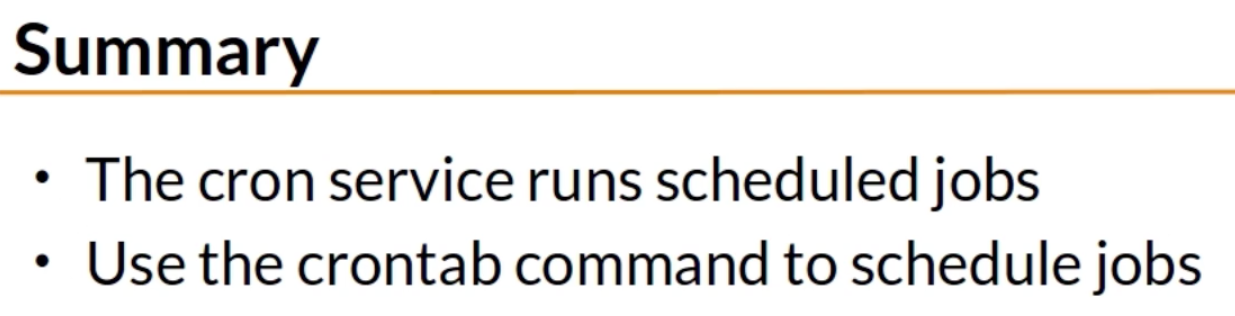 Summary
• The cron service runs scheduled jobs
• Use the crontab command to schedule jobs